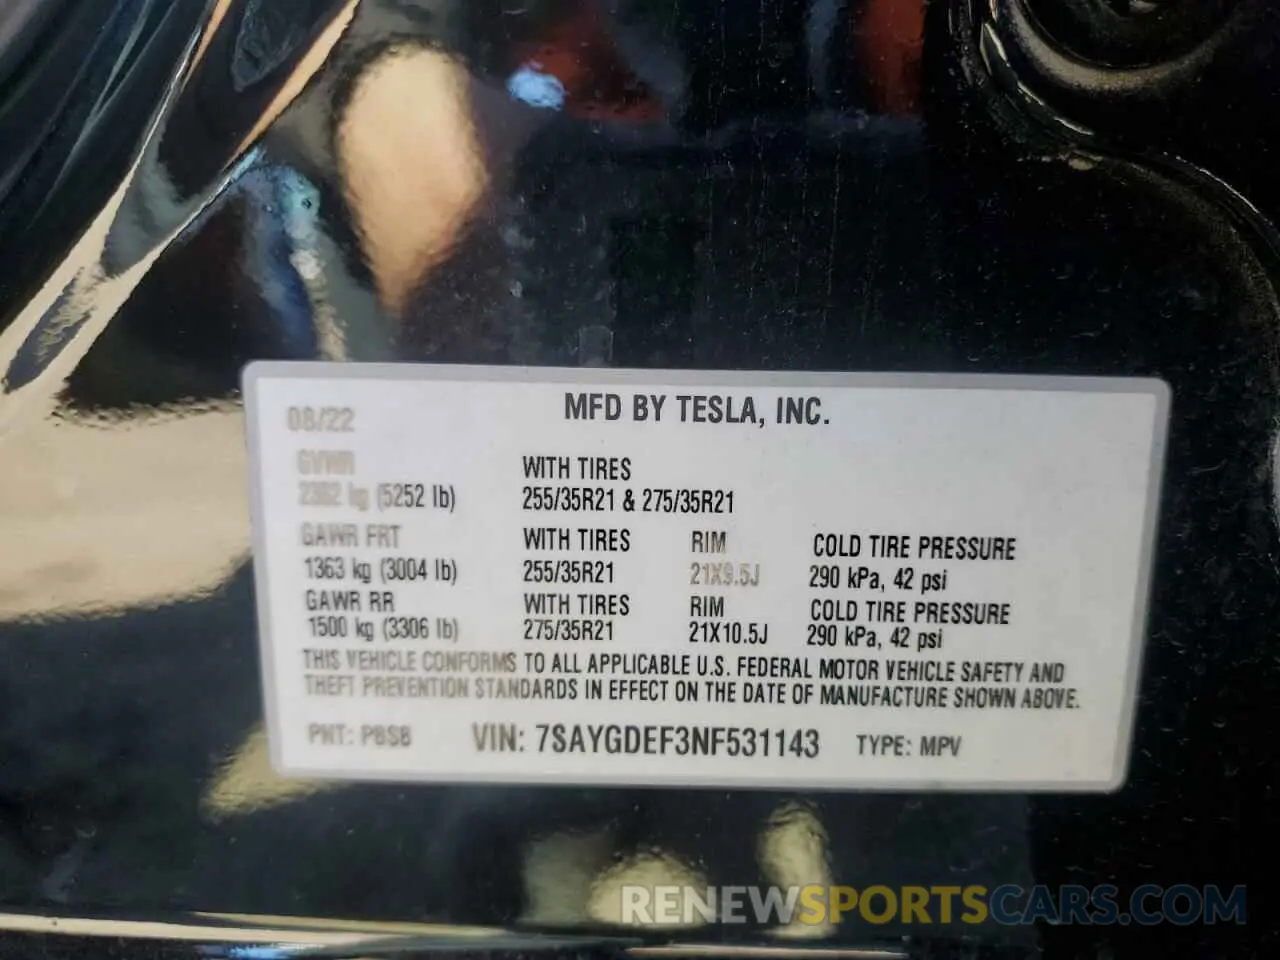 08/22 MFD BY TESLA, INC.
GVWR WITH TIRES
2382 kg (5252 lb) 255/35R21 & 275/35R21
GAWR FRT WITH TIRES RIM COLD TIRE PRESSURE
1363 kg (3004 lb) 255/35R21 21X9.5J 290 kPa, 42 psi
GAWR RR WITH TIRES RIM COLD TIRE PRESSURE
1500 kg (3306 lb) 275/35R21 21X10.5J 290 kPa, 42 psi
THIS VEHICLE CONFORMS TO ALL APPLICABLE U.S. FEDERAL MOTOR VEHICLE SAFETY AND
THEFT PREVENTION STANDARDS IN EFFECT ON THE DATE OF MANUFACTURE SHOWN ABOVE.
PNT: PBSB VIN: 7SAYGDEF3NF531143 TYPE: MPV
RENEWSPORTSCARS.COM